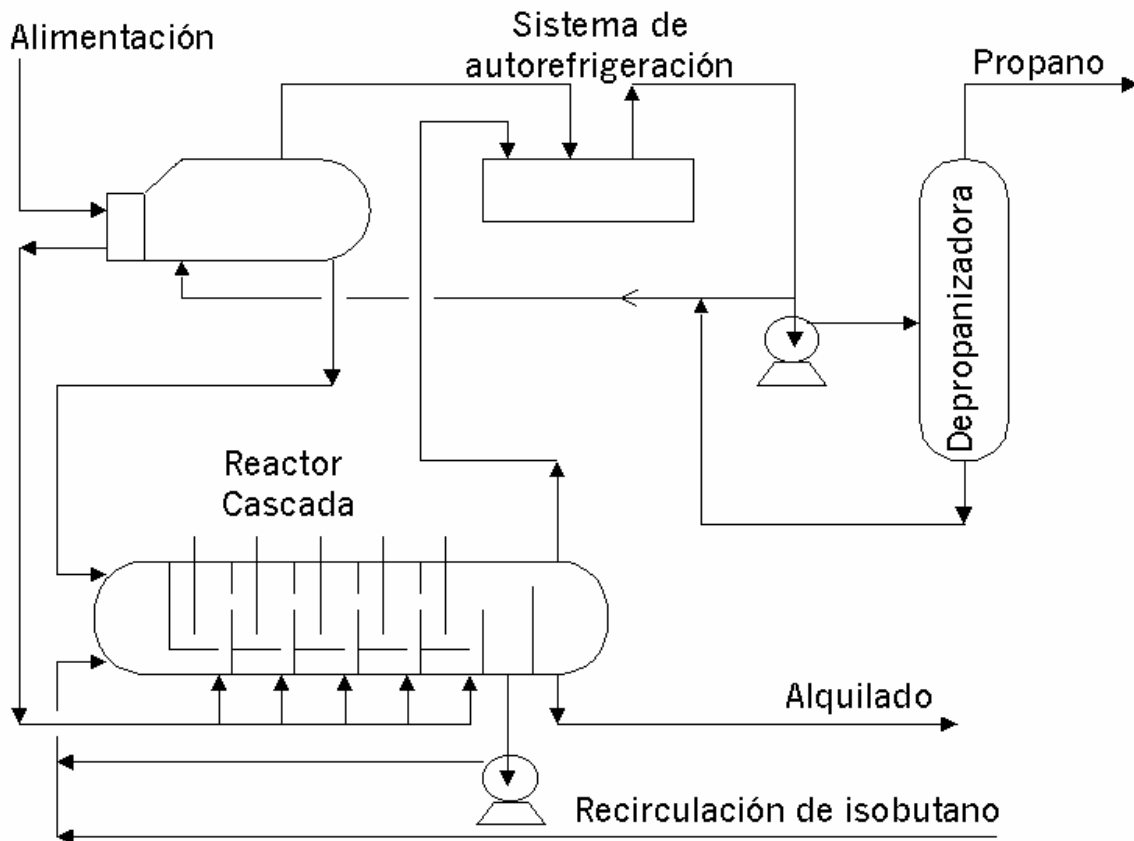 Alimentación
Sistema de
autorefrigeración
Propano
Depropanizadora
Reactor
Cascada
Alquilado
Recirculación de isobutano